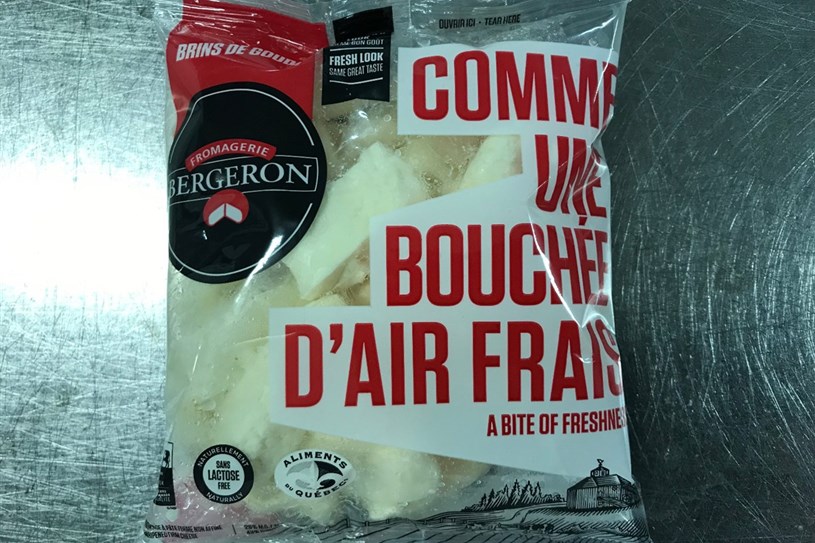 BRINS DE GOUDA
OUVRIR ICI • TEAR HERE
FRESH LOOK
SAME GREAT TASTE
FROMAGERIE
BERGERON
COMME
UNE
BOUCHÉE
D'AIR FRAIS
A BITE OF FRESHNESS
NATURELLEMENT
SANS
LACTOSE
FREE
NATURALLY
ALIMENTS
DU QUÉBEC